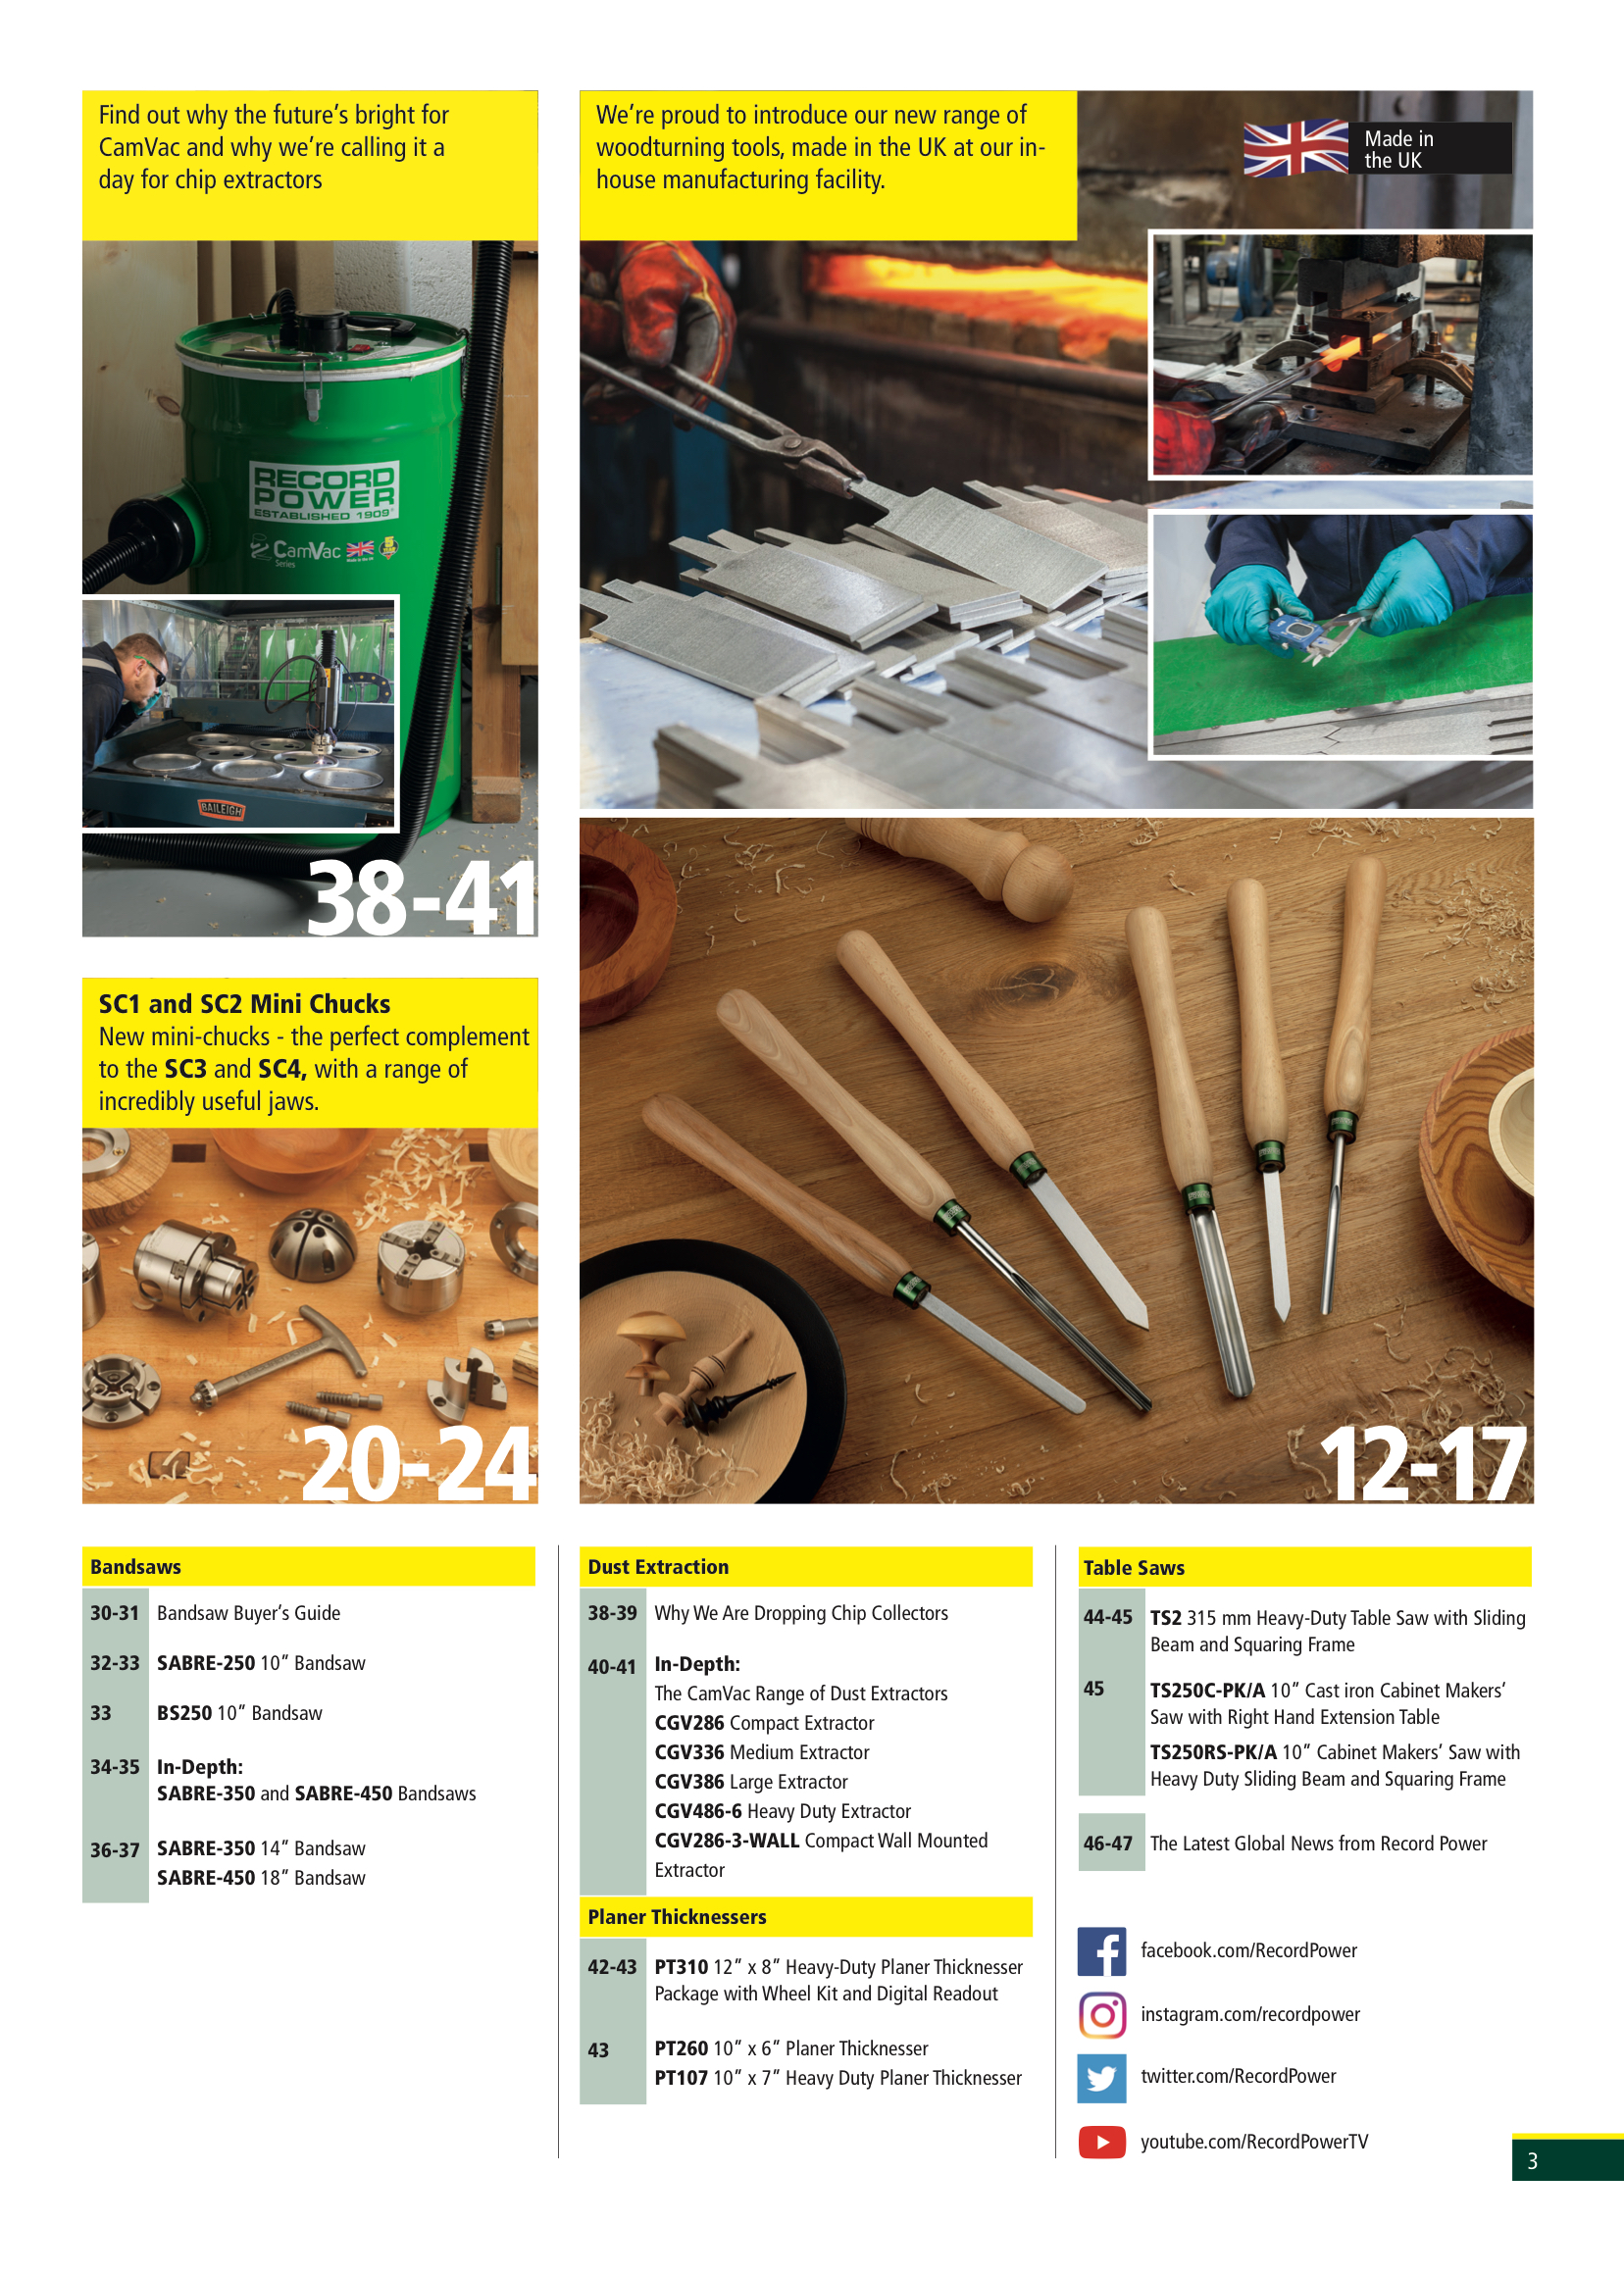 Find out why the future’s bright for
CamVac and why we’re calling it a
day for chip extractors
RECORD
POWER
ESTABLISHED 1909
CamVac
Series
BAILEIGH
38-41
We’re proud to introduce our new range of
woodturning tools, made in the UK at our in-
house manufacturing facility.
Made in
the UK
12-17
SC1 and SC2 Mini Chucks
New mini-chucks - the perfect complement
to the SC3 and SC4, with a range of
incredibly useful jaws.
20-24
Bandsaws
30-31 Bandsaw Buyer’s Guide
32-33 SABRE-250 10” Bandsaw
33 BS250 10” Bandsaw
34-35 In-Depth:
SABRE-350 and SABRE-450 Bandsaws
36-37 SABRE-350 14” Bandsaw
SABRE-450 18” Bandsaw
Dust Extraction
38-39 Why We Are Dropping Chip Collectors
40-41 In-Depth:
The CamVac Range of Dust Extractors
CGV286 Compact Extractor
CGV336 Medium Extractor
CGV386 Large Extractor
CGV486-6 Heavy Duty Extractor
CGV286-3-WALL Compact Wall Mounted
Extractor
Planer Thicknessers
42-43 PT310 12” x 8” Heavy-Duty Planer Thicknesser
Package with Wheel Kit and Digital Readout
43 PT260 10” x 6” Planer Thicknesser
PT107 10” x 7” Heavy Duty Planer Thicknesser
Table Saws
44-45 TS2 315 mm Heavy-Duty Table Saw with Sliding
Beam and Squaring Frame
45 TS250C-PK/A 10” Cast iron Cabinet Makers’
Saw with Right Hand Extension Table
TS250RS-PK/A 10” Cabinet Makers’ Saw with
Heavy Duty Sliding Beam and Squaring Frame
46-47 The Latest Global News from Record Power
facebook.com/RecordPower
instagram.com/recordpower
twitter.com/RecordPower
youtube.com/RecordPowerTV
3